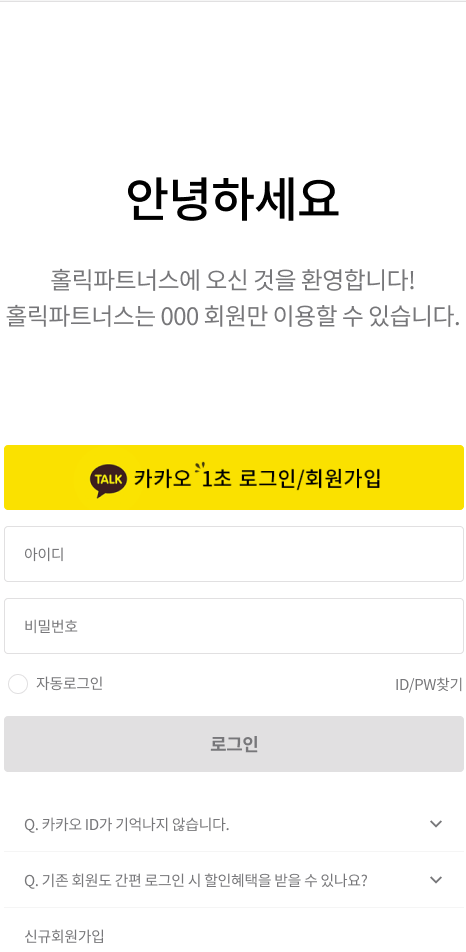 안녕하세요
홀릭파트너스에 오신 것을 환영합니다!
홀릭파트너스는 000 회원만 이용할 수 있습니다.
TALK 카카오 1초 로그인/회원가입
아이디
비밀번호
자동로그인 ID/PW찾기
로그인
Q. 카카오 ID가 기억나지 않습니다.
Q. 기존 회원도 간편 로그인 시 할인혜택을 받을 수 있나요?
신규회원가입